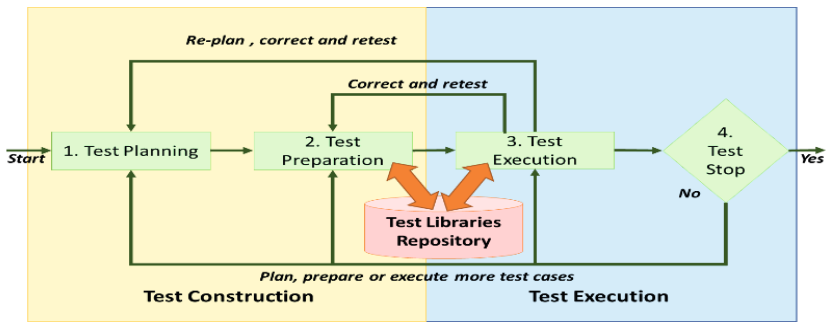 Re-plan , correct and retest
Correct and retest
Start
1. Test Planning
2. Test
Preparation
3. Test
Execution
4.
Test
Stop
Yes
No
Test Libraries
Repository
Plan, prepare or execute more test cases
Test Construction
Test Execution